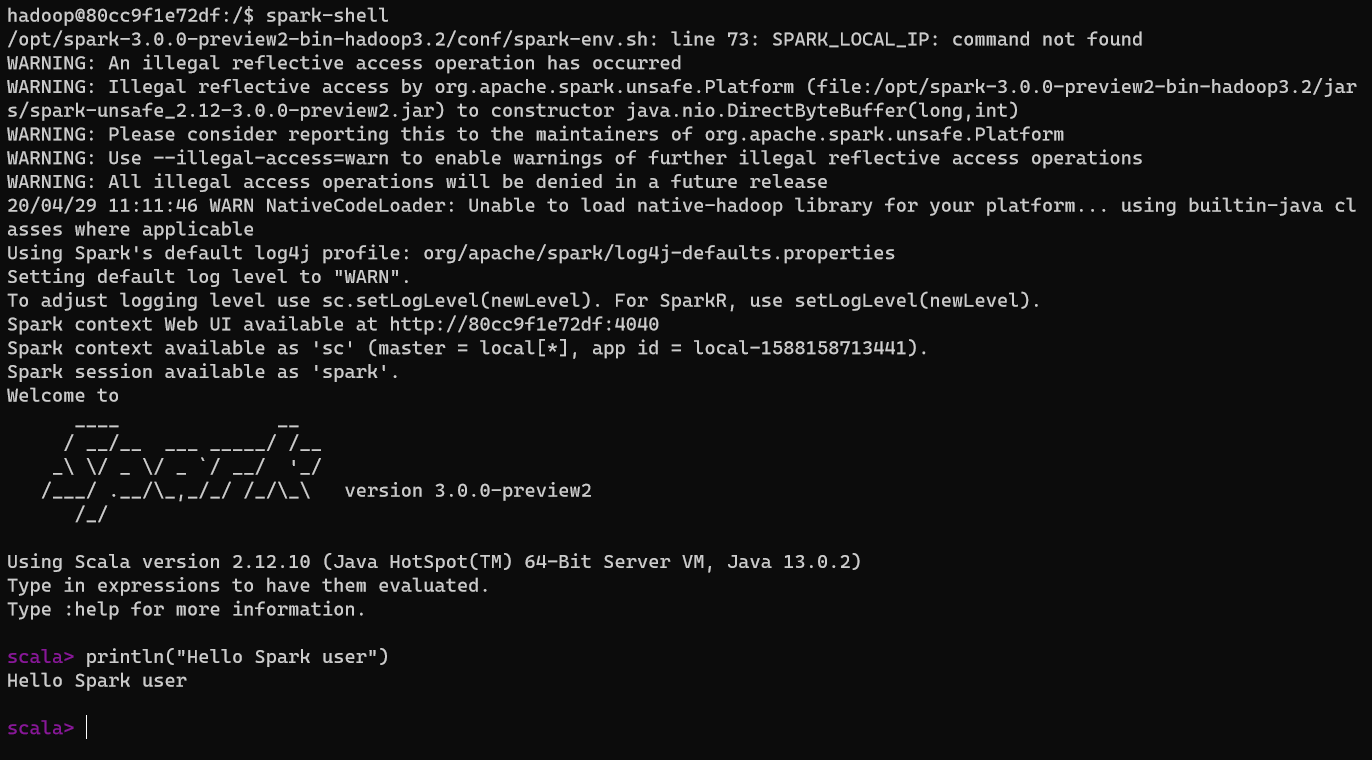 hadoop@80cc9f1e72df:/$ spark-shell
/opt/spark-3.0.0-preview2-bin-hadoop3.2/conf/spark-env.sh: line 73: SPARK_LOCAL_IP: command not found
WARNING: An illegal reflective access operation has occurred
WARNING: Illegal reflective access by org.apache.spark.unsafe.Platform (file:/opt/spark-3.0.0-preview2-bin-hadoop3.2/jar
s/spark-unsafe_2.12-3.0.0-preview2.jar) to constructor java.nio.DirectByteBuffer(long,int)
WARNING: Please consider reporting this to the maintainers of org.apache.spark.unsafe.Platform
WARNING: Use --illegal-access=warn to enable warnings of further illegal reflective access operations
WARNING: All illegal access operations will be denied in a future release
20/04/29 11:11:46 WARN NativeCodeLoader: Unable to load native-hadoop library for your platform... using builtin-java cl
asses where applicable
Using Spark's default log4j profile: org/apache/spark/log4j-defaults.properties
Setting default log level to "WARN".
To adjust logging level use sc.setLogLevel(newLevel). For SparkR, use setLogLevel(newLevel).
Spark context Web UI available at http://80cc9f1e72df:4040
Spark context available as 'sc' (master = local[*], app id = local-1588158713441).
Spark session available as 'spark'.
Welcome to
      ____              __
     / __/__  ___ _____/ /__
    _\ \/ _ \/ _ `/ __/  '_/
   /___/ .__/\_,_/_/ /_/\_\   version 3.0.0-preview2
      /_/

Using Scala version 2.12.10 (Java HotSpot(TM) 64-Bit Server VM, Java 13.0.2)
Type in expressions to have them evaluated.
Type :help for more information.

scala> println("Hello Spark user")
Hello Spark user

scala>